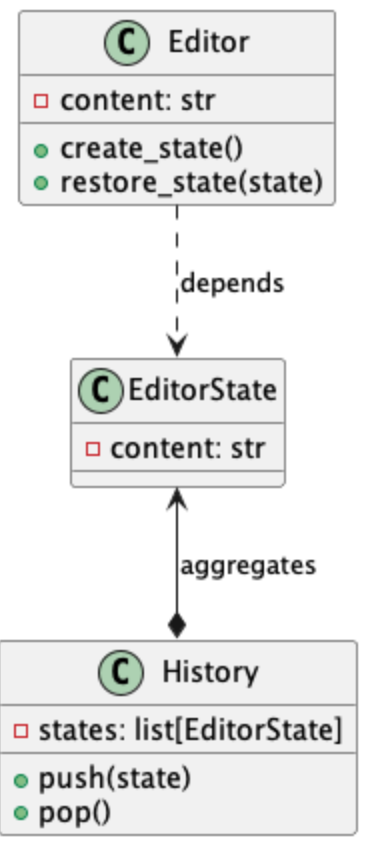 C Editor
content: str
create_state()
restore_state(state)
depends
C EditorState
content: str
aggregates
C History
states: list[EditorState]
push(state)
pop()